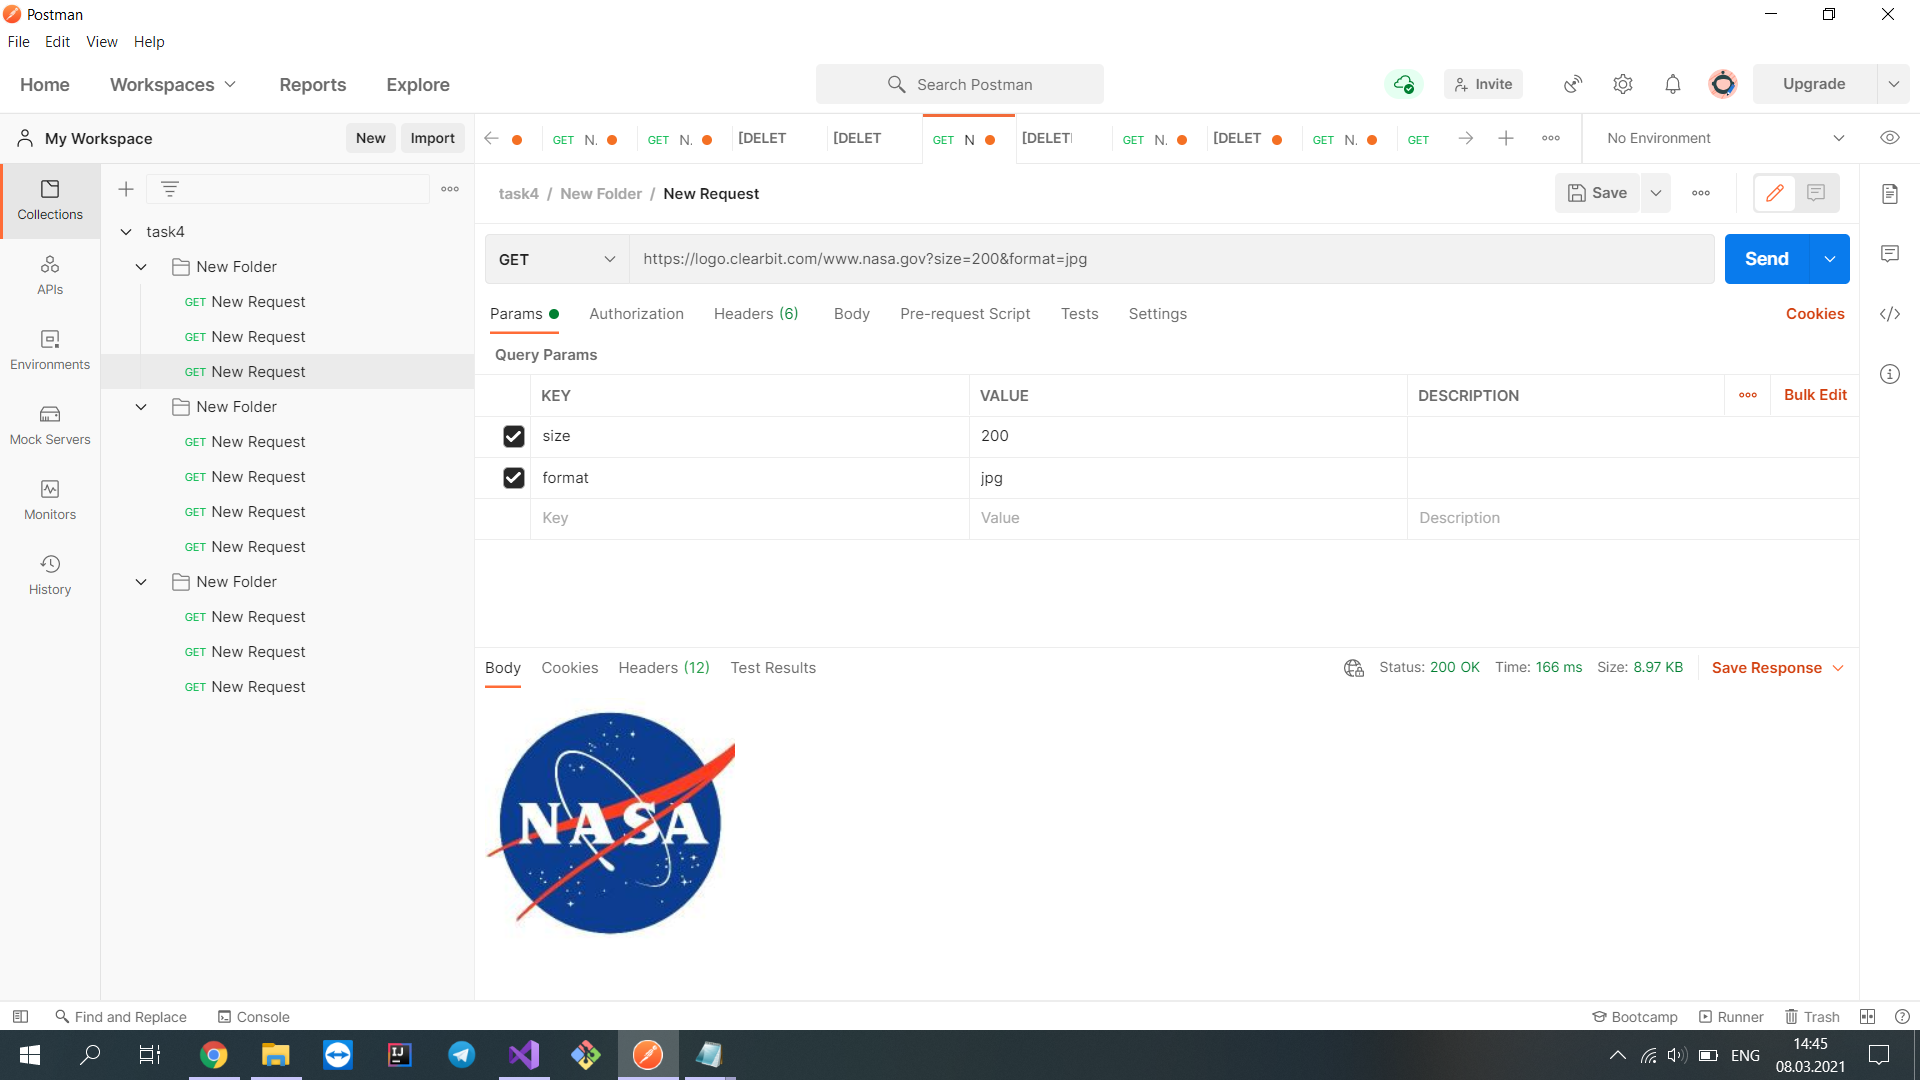 Postman
File Edit View Help
Home Workspaces Reports Explore Search Postman Invite Upgrade
My Workspace New Import GET N. GET N. [DELET [DELET GET N [DELETI GET N. [DELET GET N. GET No Environment
Collections
APIs
Environments
Mock Servers
Monitors
History
task4
New Folder
GET New Request
GET New Request
GET New Request
New Folder
GET New Request
GET New Request
GET New Request
GET New Request
New Folder
GET New Request
GET New Request
GET New Request
task4 / New Folder / New Request Save
GET https://logo.clearbit.com/www.nasa.gov?size=200&format=jpg Send
Params Authorization Headers (6) Body Pre-request Script Tests Settings Cookies
Query Params
KEY VALUE DESCRIPTION Bulk Edit
size 200
format jpg
Key Value Description
Body Cookies Headers (12) Test Results Status: 200 OK Time: 166 ms Size: 8.97 KB Save Response
NASA
Find and Replace Console Bootcamp Runner Trash
IJ ENG 14:45
08.03.2021